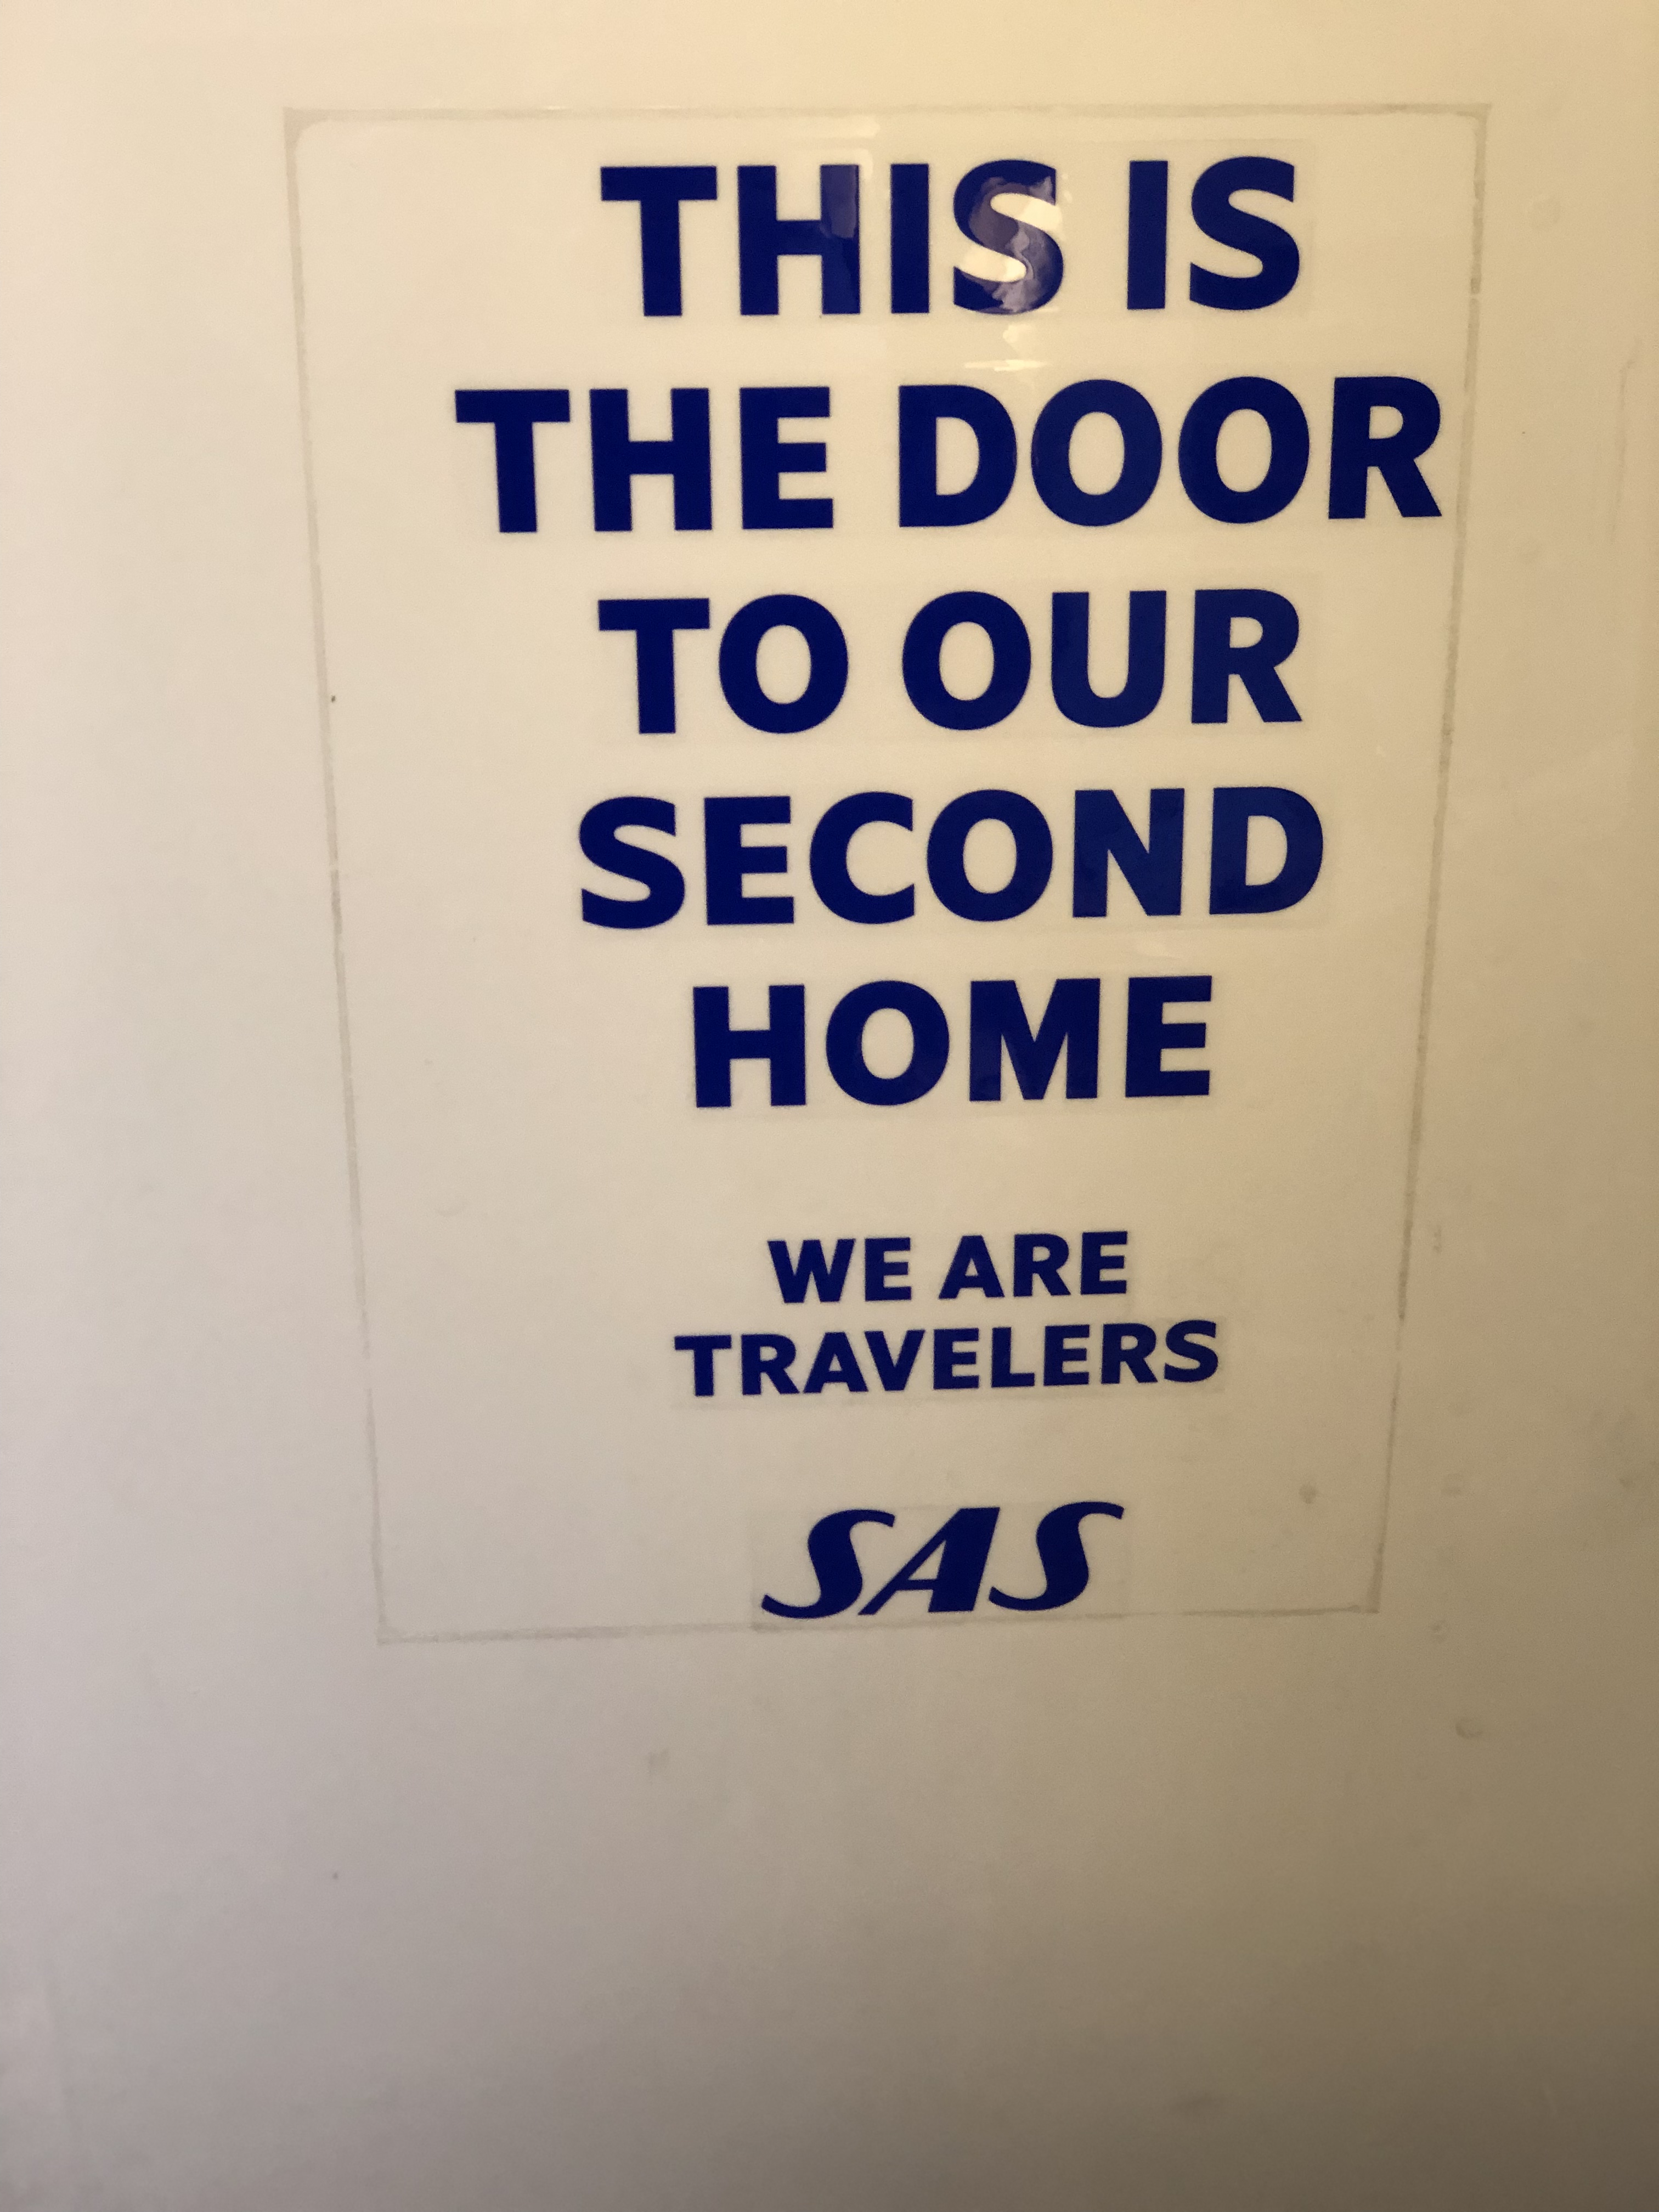 THIS IS
THE DOOR
TO OUR
SECOND
HOME
WE ARE
TRAVELERS
SAS